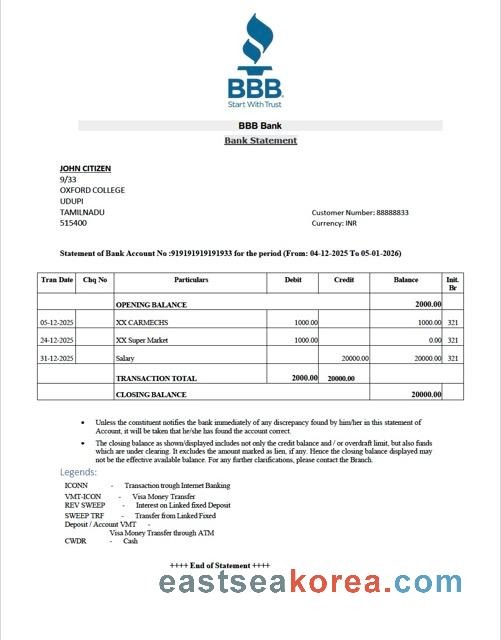 BBB
Start With Trust
BBB Bank
Bank Statement
JOHN CITIZEN
9/33
OXFORD COLLEGE
UDUPI
TAMILNADU
515400
Customer Number: 88888833
Currency: INR
Statement of Bank Account No :919191919191933 for the period (From: 04-12-2025 To 05-01-2026)
Tran Date Chq No Particulars Debit Credit Balance Init. Br
OPENING BALANCE 2000.00
05-12-2025 XX CARMECHS 1000.00 1000.00 321
24-12-2025 XX Super Market 1000.00 0.00 321
31-12-2025 Salary 20000.00 20000.00 321
TRANSACTION TOTAL 2000.00 20000.00
CLOSING BALANCE 20000.00
• Unless the constituent notifies the bank immediately of any discrepancy found by him/her in this statement of
Account, it will be taken that he/she has found the account correct.
• The closing balance as shown/displayed includes not only the credit balance and / or overdraft limit, but also funds
which are under clearing. It excludes the amount marked as lien, if any. Hence the closing balance displayed may
not be the effective available balance. For any further clarifications, please contact the Branch.
Legends:
ICONN - Transaction trough Internet Banking
VMT-ICON - Visa Money Transfer
REV SWEEP - Interest on Linked fixed Deposit
SWEEP TRF - Transfer from Linked Fixed
Deposit / Account VMT -
Visa Money Transfer through ATM
CWDR - Cash
++++ End of Statement ++++
eastseakorea.com